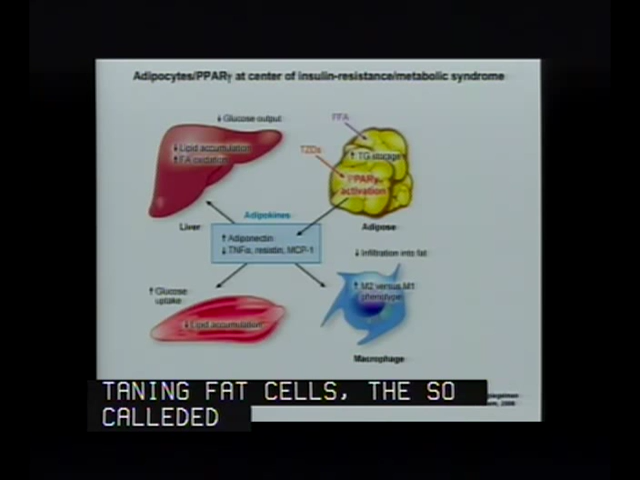 Adipocytes/PPARγ at center of insulin-resistance/metabolic syndrome
↓ Glucose output
FFA
↓ Lipid accumulation
↑ FA oxidation
TZDs
↑ TG storage
PPARγ
activation
Adipokines
Liver
Adipose
↑ Adiponectin
↓ TNFα, resistin, MCP-1
↓ Infiltration into fat
↑ Glucose
uptake
↑ M2 versus M1
phenotype
↓ Lipid accumulation
Macrophage
TANING FAT CELLS, THE SO
CALLEDED